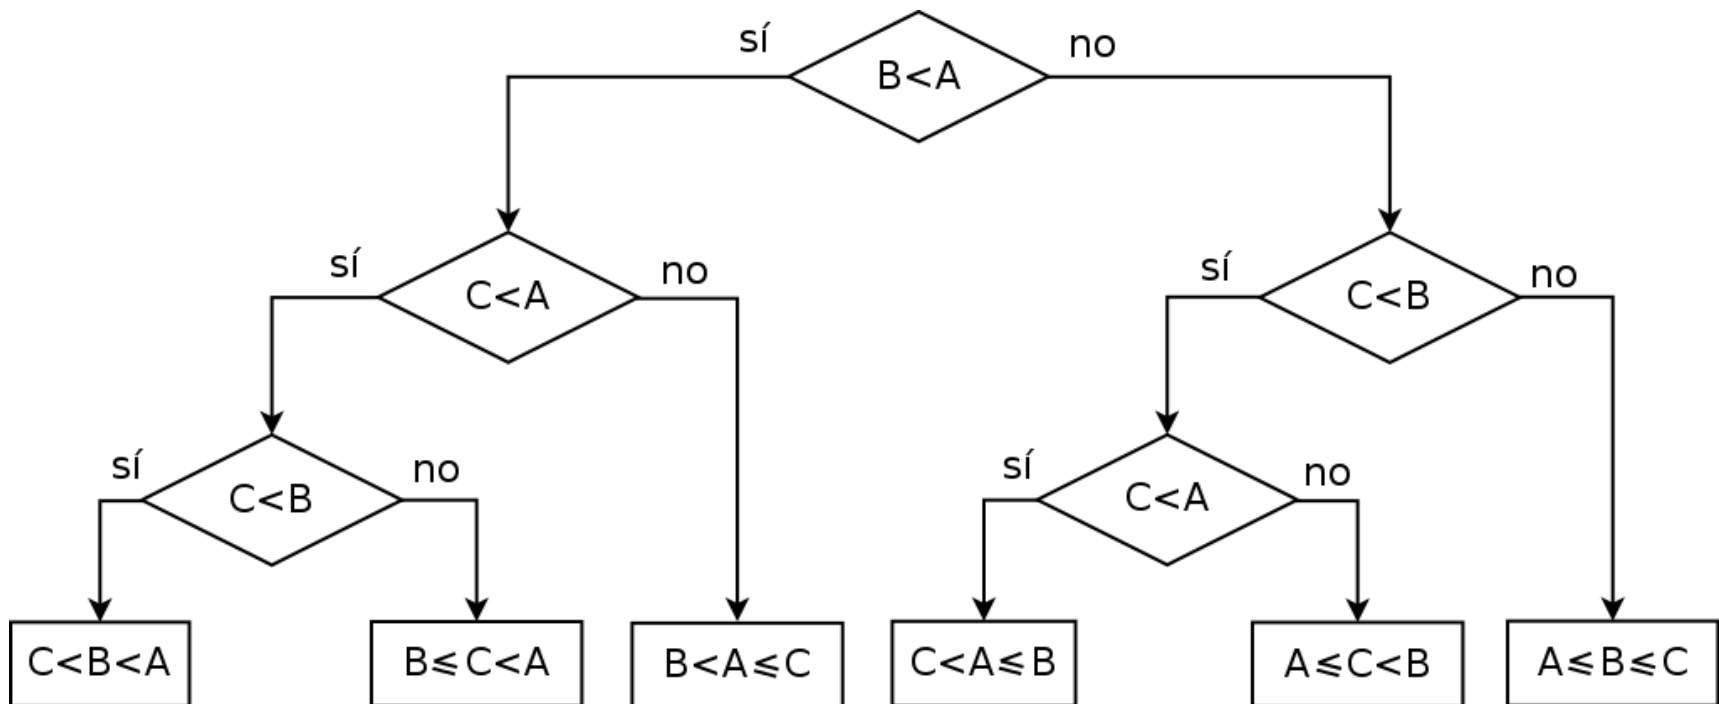 sí
B<A
no
sí
C<A
no
sí
C<B
no
sí
C<B
no
sí
C<A
no
C<B<A
B⩽C<A
B<A⩽C
C<A⩽B
A⩽C<B
A⩽B⩽C